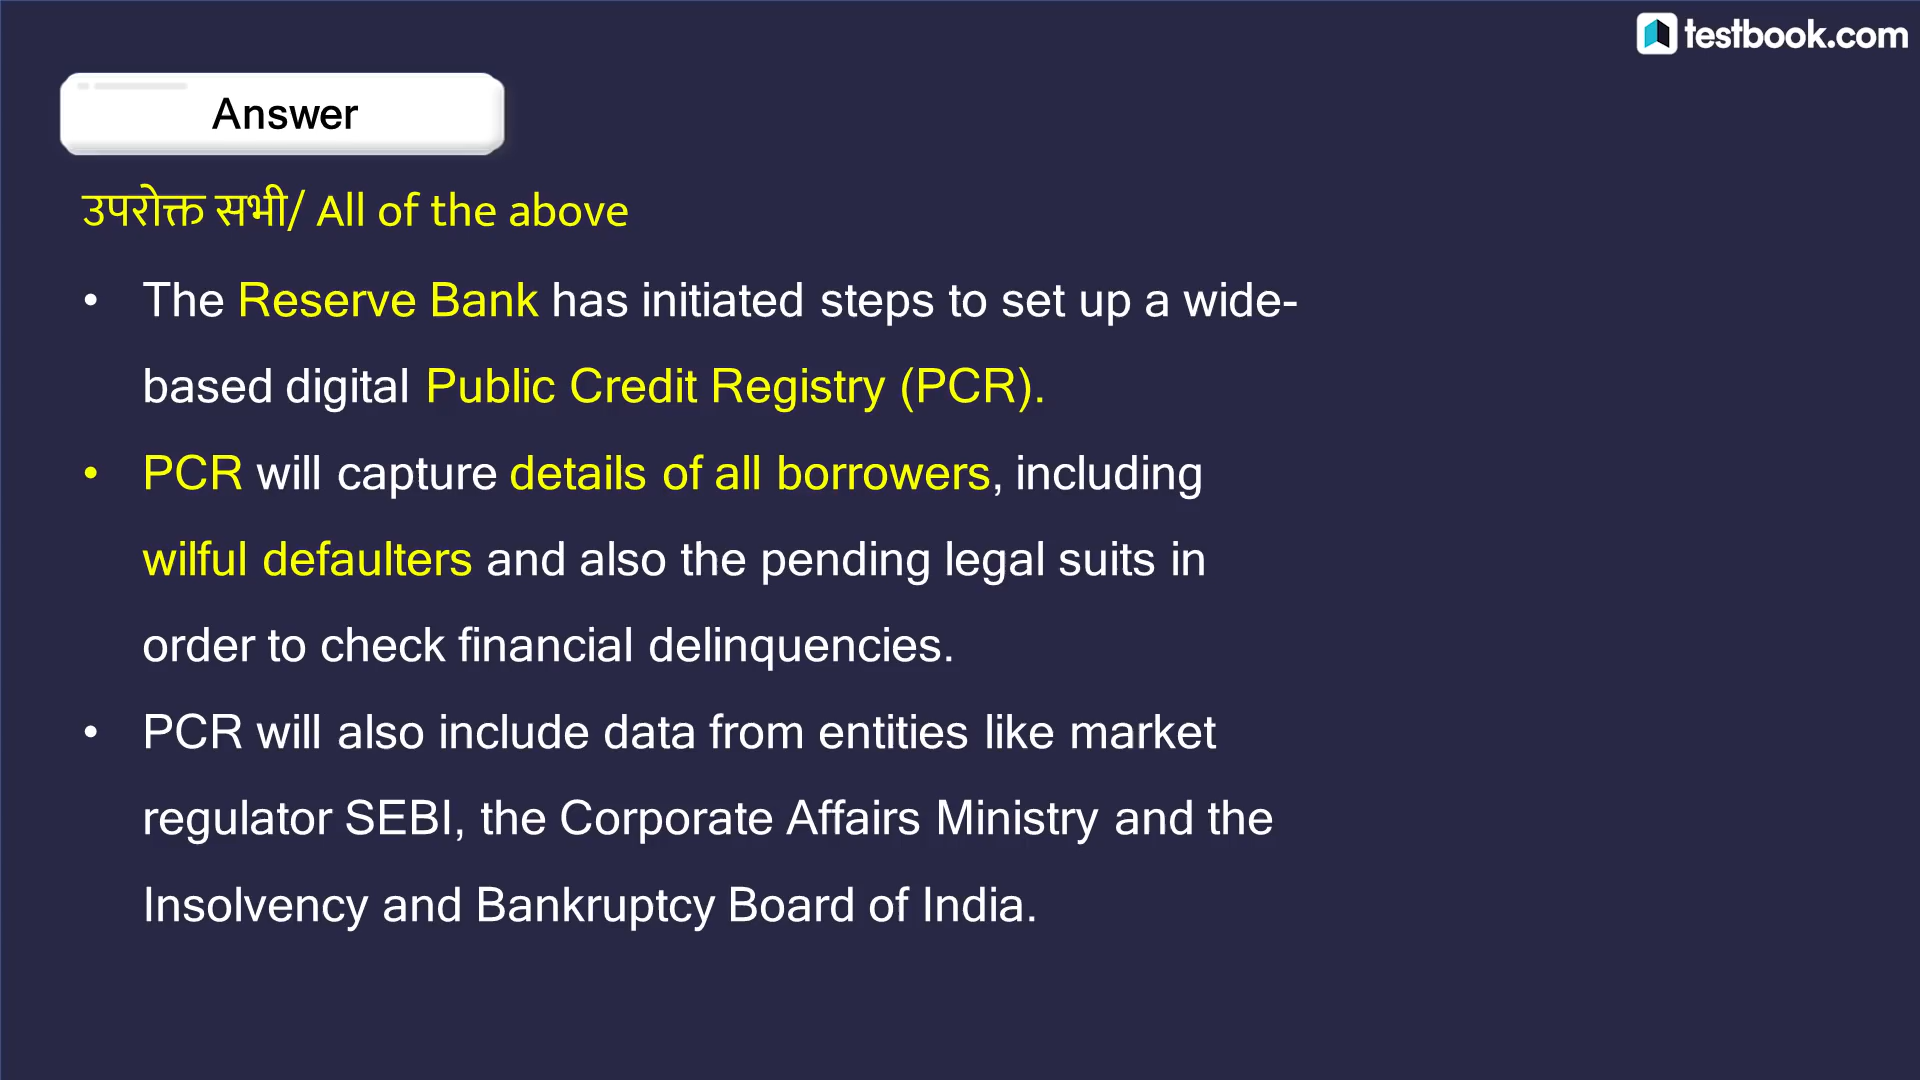 testbook.com
Answer
उपरोक्त सभी/ All of the above
• The Reserve Bank has initiated steps to set up a wide-
based digital Public Credit Registry (PCR).
• PCR will capture details of all borrowers, including
wilful defaulters and also the pending legal suits in
order to check financial delinquencies.
• PCR will also include data from entities like market
regulator SEBI, the Corporate Affairs Ministry and the
Insolvency and Bankruptcy Board of India.